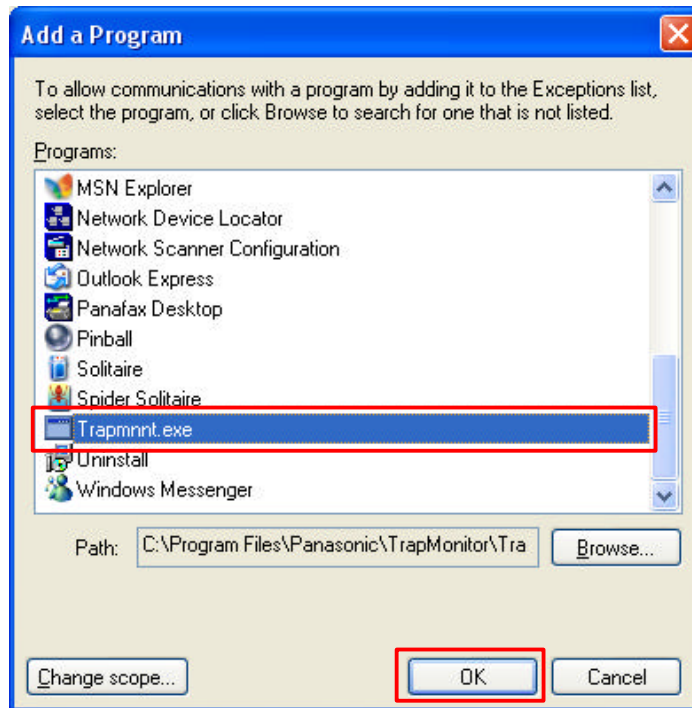 Add a Program
To allow communications with a program by adding it to the Exceptions list,
select the program, or click Browse to search for one that is not listed.
Programs:
MSN Explorer
Network Device Locator
Network Scanner Configuration
Outlook Express
Panafax Desktop
Pinball
Solitaire
Spider Solitaire
Trapmnnt.exe
Uninstall
Windows Messenger
Path: C:\Program Files\Panasonic\TrapMonitor\Tra Browse...
Change scope... OK Cancel